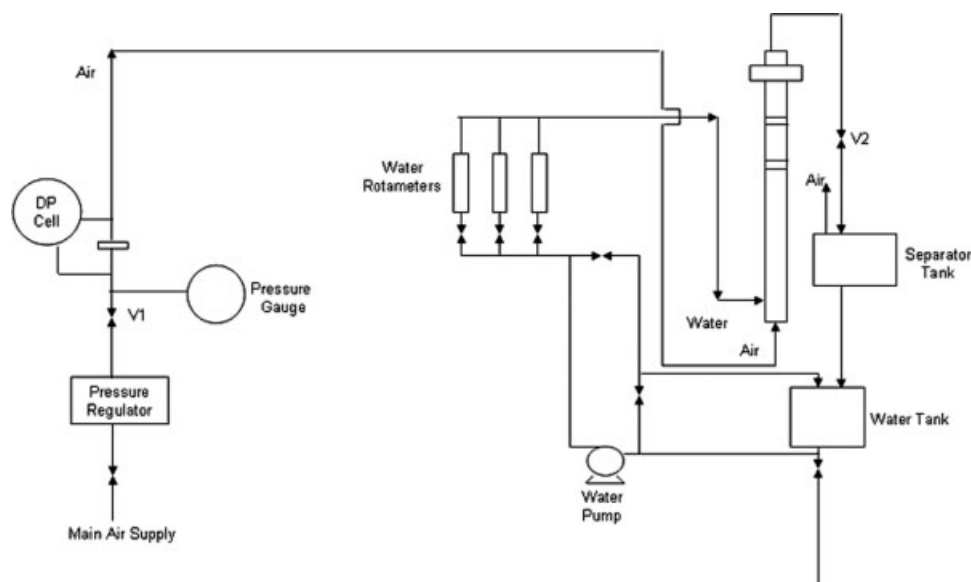 Air
V2
Water
Rotameters
Air
DP
Cell
Separator
Tank
Pressure
Gauge
V1
Water
Air
Pressure
Regulator
Water Tank
Water
Pump
Main Air Supply